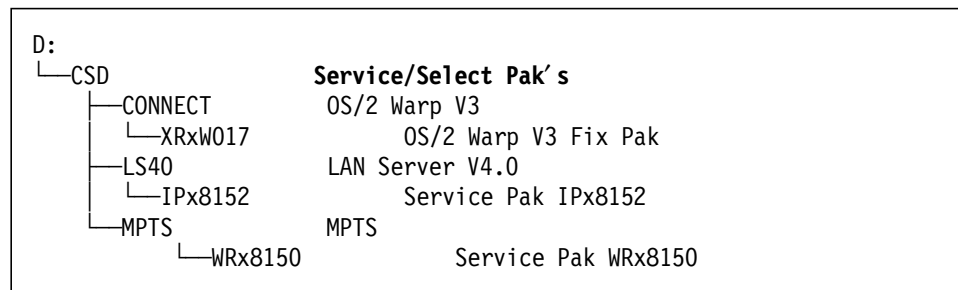 D:
└──CSD Service/Select Pak′s
├──CONNECT OS/2 Warp V3
│ └──XRxW017 OS/2 Warp V3 Fix Pak
├──LS40 LAN Server V4.0
│ └──IPx8152 Service Pak IPx8152
└──MPTS MPTS
└──WRx8150 Service Pak WRx8150